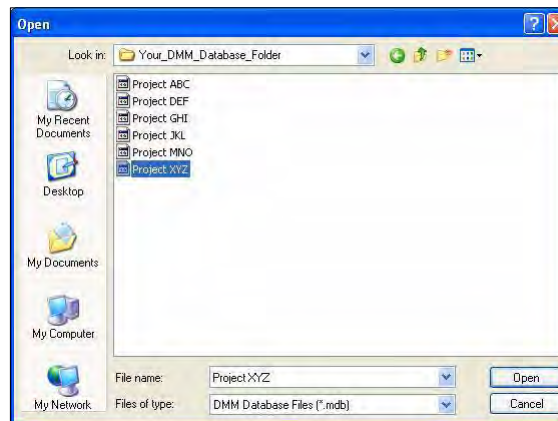 Open
Look in:
Your_DMM_Database_Folder
My Recent
Documents
Desktop
My Documents
My Computer
My Network
Project ABC
Project DEF
Project GHI
Project JKL
Project MNO
Project XYZ
File name:
Project XYZ
Open
Files of type:
DMM Database Files (*.mdb)
Cancel